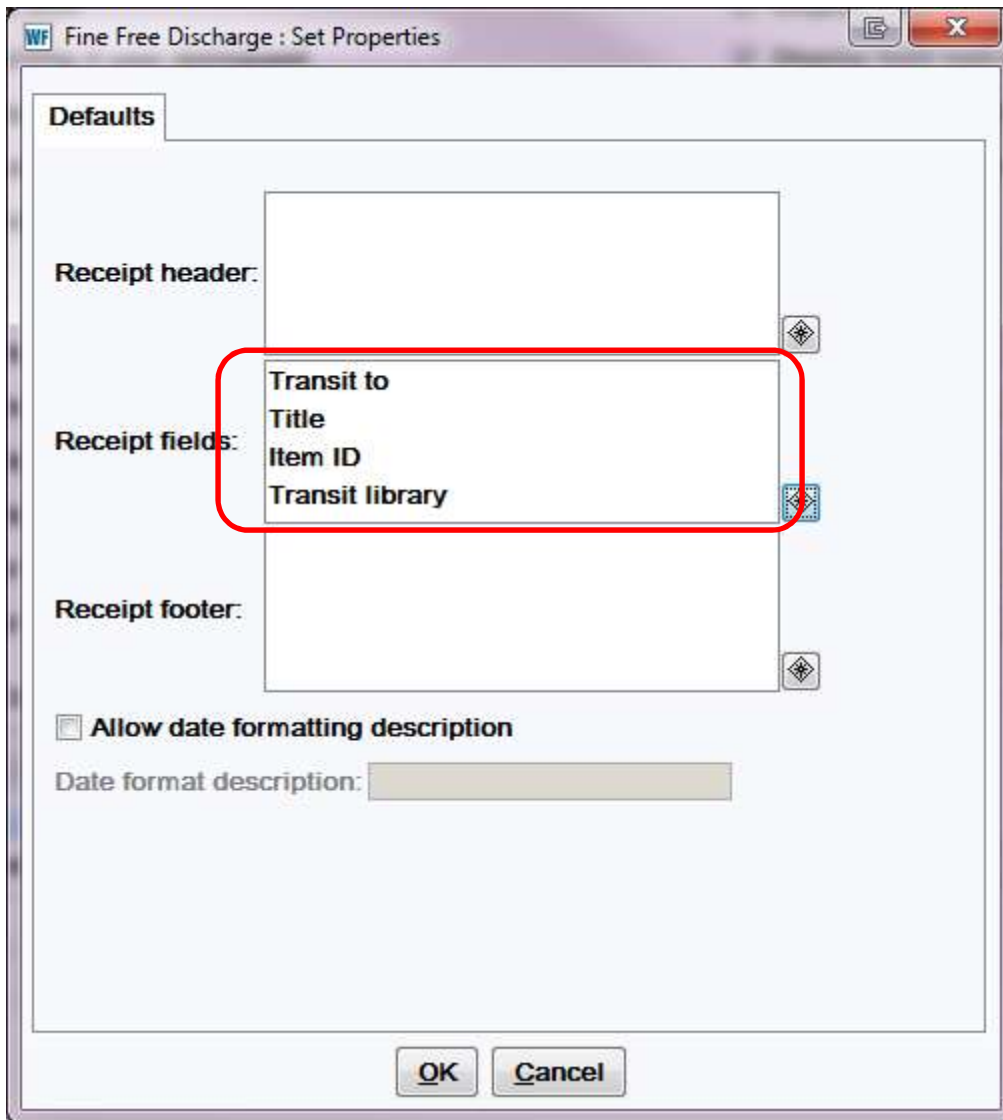 WF Fine Free Discharge : Set Properties
Defaults
Receipt header:
Transit to
Title
Receipt fields:
Item ID
Transit library
Receipt footer:
Allow date formatting description
Date format description:
OK Cancel